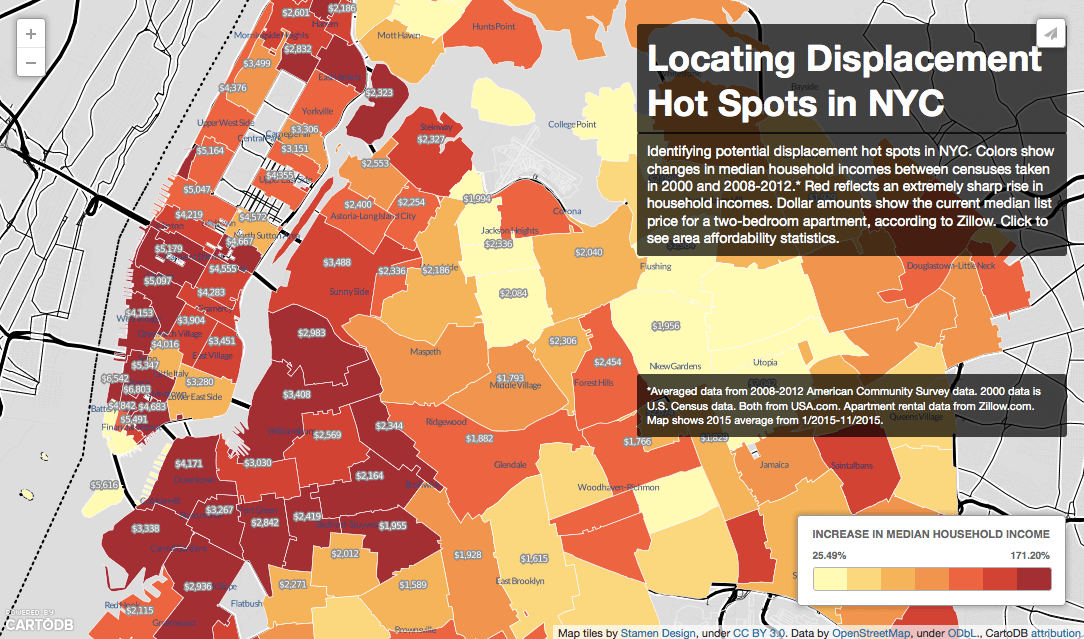 +
−
Locating Displacement
Hot Spots in NYC
Identifying potential displacement hot spots in NYC. Colors show
changes in median household incomes between censuses taken
in 2000 and 2008-2012.* Red reflects an extremely sharp rise in
household incomes. Dollar amounts show the current median list
price for a two-bedroom apartment, according to Zillow. Click to
see area affordability statistics.
$2,601
$2,186
Harlem
Morningside Heights
$2,832
Mott Haven
Hunts Point
$3,499
$4,376
$2,323
Yorkville
Upper West Side
$3,306
$3,151
$5,164
$4,355
$5,047
$2,553
Steinway
$2,327
College Point
Bayside
$4,219
$4,572
$4,667
$2,400
$2,254
Astoria-Long Island City
$1,994
Corona
Jackson Heights
$2,336
$5,179
$4,555
$3,488
$2,336
$2,186
$2,040
Flushing
Douglastown-Little Neck
$5,097
$4,283
Sunny Side
$2,084
$4,153
$3,904
$3,451
East Village
$4,016
$2,983
Maspeth
$2,306
$1,956
Nkew Gardens
Utopia
$5,347
$6,542
$6,803
$3,280
Lower East Side
$3,408
$1,793
Middle Village
$2,454
Forest Hills
$4,842
$4,683
$5,491
*Averaged data from 2008-2012 American Community Survey data. 2000 data is
U.S. Census data. Both from USA.com. Apartment rental data from Zillow.com.
Map shows 2015 average from 1/2015-11/2015.
Queens Village
$2,569
$2,344
Ridgewood
$1,882
$1,766
$1,829
$4,171
$3,030
$2,164
Glendale
Jamaica
Saint albans
$5,616
Woodhaven-Richmon
$3,267
$2,842
$2,419
$1,955
$3,338
$2,012
$1,928
$1,615
$2,936
$2,271
$1,589
East Brooklyn
Red Hook
$2,115
Flatbush
Brownsville
INCREASE IN MEDIAN HOUSEHOLD INCOME
25.49% 171.20%
POWERED BY
CARTODB
Map tiles by Stamen Design, under CC BY 3.0. Data by OpenStreetMap, under ODbL., CartoDB attribution